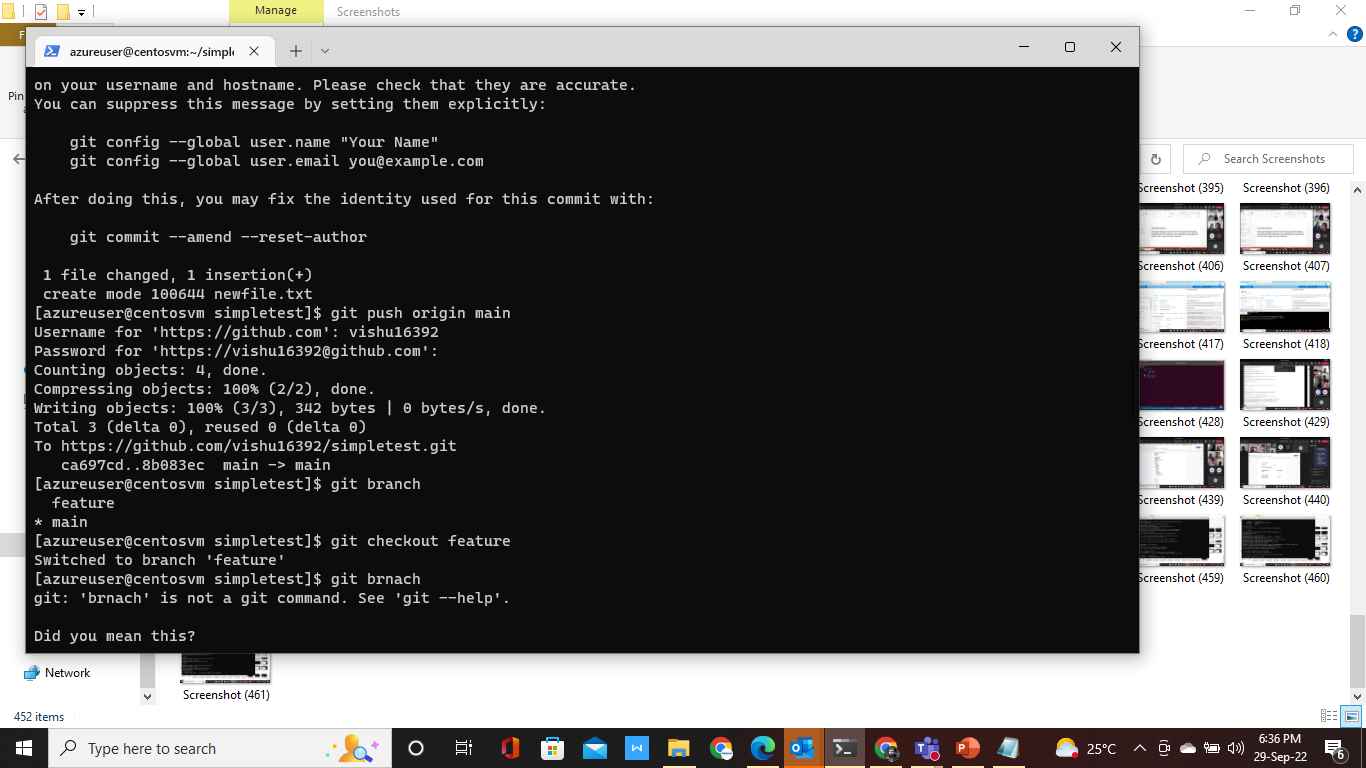 Manage
Screenshots
F
?
azureuser@centosvm:~/simple
Pin
on your username and hostname. Please check that they are accurate.
You can suppress this message by setting them explicitly:
git config --global user.name "Your Name"
git config --global user.email you@example.com
After doing this, you may fix the identity used for this commit with:
git commit --amend --reset-author
1 file changed, 1 insertion(+)
create mode 100644 newfile.txt
[azureuser@centosvm simpletest]$ git push origin main
Username for 'https://github.com': vishu16392
Password for 'https://vishu16392@github.com':
Counting objects: 4, done.
Compressing objects: 100% (2/2), done.
Writing objects: 100% (3/3), 342 bytes | 0 bytes/s, done.
Total 3 (delta 0), reused 0 (delta 0)
To https://github.com/vishu16392/simpletest.git
ca697cd..8b083ec  main -> main
[azureuser@centosvm simpletest]$ git branch
feature
* main
[azureuser@centosvm simpletest]$ git checkout feature
Switched to branch 'feature'
[azureuser@centosvm simpletest]$ git brnach
git: 'brnach' is not a git command. See 'git --help'.
Did you mean this?
Search Screenshots
Screenshot (395) Screenshot (396)
Screenshot (406) Screenshot (407)
Screenshot (417) Screenshot (418)
Screenshot (428) Screenshot (429)
Screenshot (439) Screenshot (440)
Screenshot (459) Screenshot (460)
Network
Screenshot (461)
452 items
Type here to search
W
25°C
6:36 PM
29-Sep-22
6